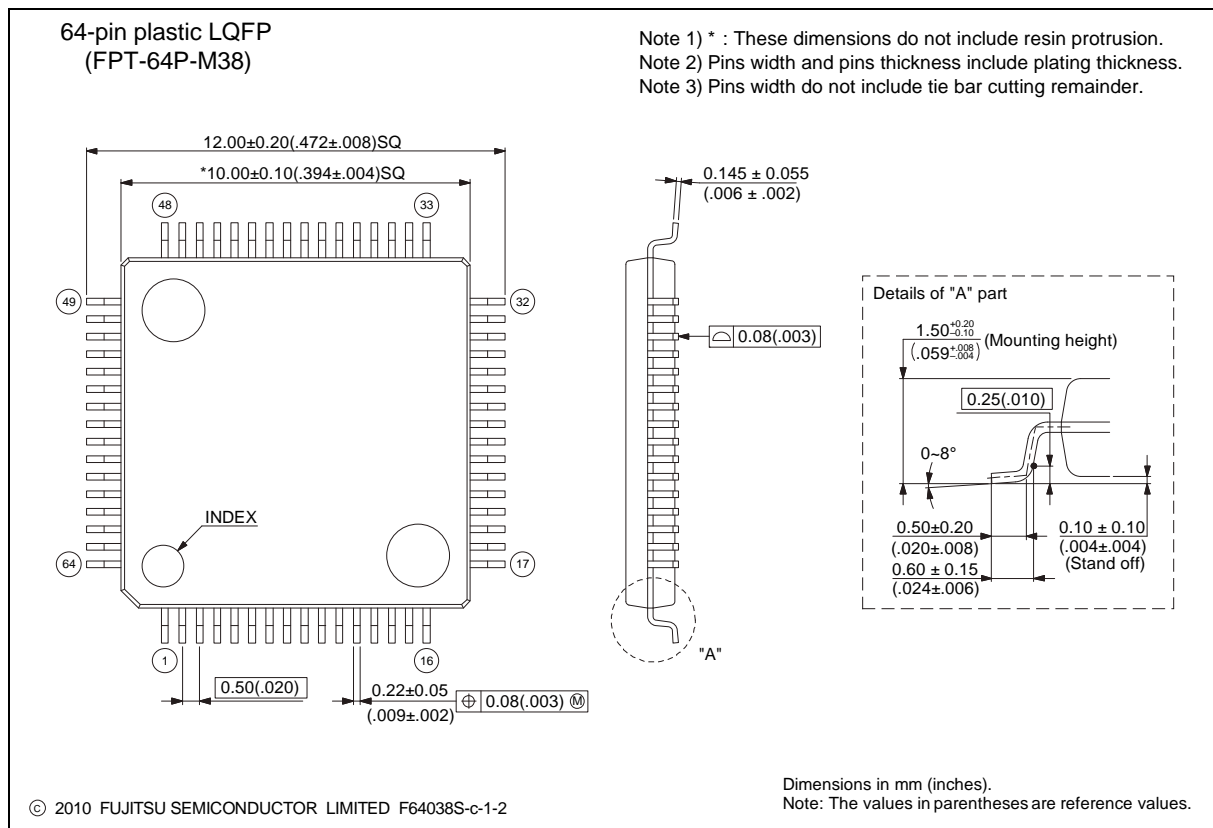 64-pin plastic LQFP
(FPT-64P-M38)
Note 1) * : These dimensions do not include resin protrusion.
Note 2) Pins width and pins thickness include plating thickness.
Note 3) Pins width do not include tie bar cutting remainder.
12.00±0.20(.472±.008)SQ
*10.00±0.10(.394±.004)SQ
48
33
49
32
INDEX
64
17
1
16
0.50(.020)
0.22±0.05
(.009±.002)
⌖ 0.08(.003) Ⓜ
0.145 ± 0.055
(.006 ± .002)
⌓ 0.08(.003)
"A"
Details of "A" part
1.50 +0.20 –0.10
(.059 +.008 –.004)
(Mounting height)
0.25(.010)
0~8°
0.50±0.20
(.020±.008)
0.60 ± 0.15
(.024±.006)
0.10 ± 0.10
(.004±.004)
(Stand off)
© 2010 FUJITSU SEMICONDUCTOR LIMITED F64038S-c-1-2
Dimensions in mm (inches).
Note: The values in parentheses are reference values.